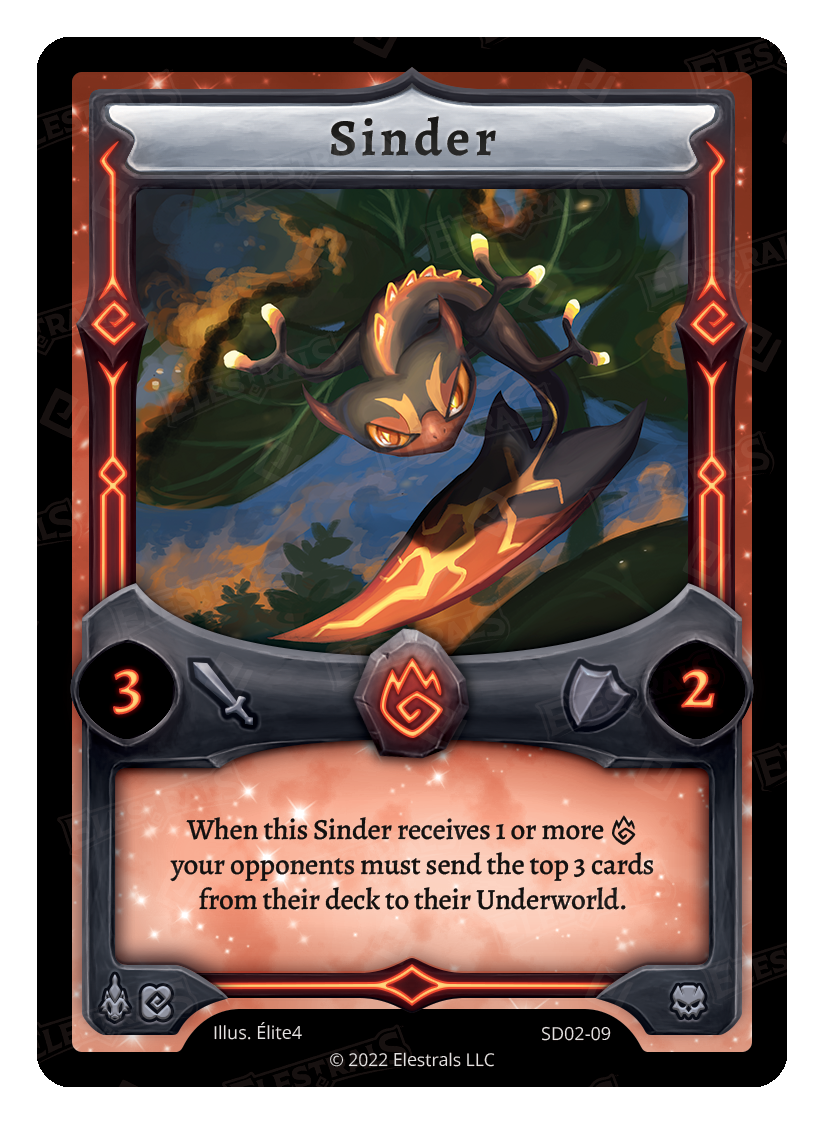 Sinder
3
2
When this Sinder receives 1 or more
your opponents must send the top 3 cards
from their deck to their Underworld.
Illus. Élite4
SD02-09
© 2022 Elestrals LLC